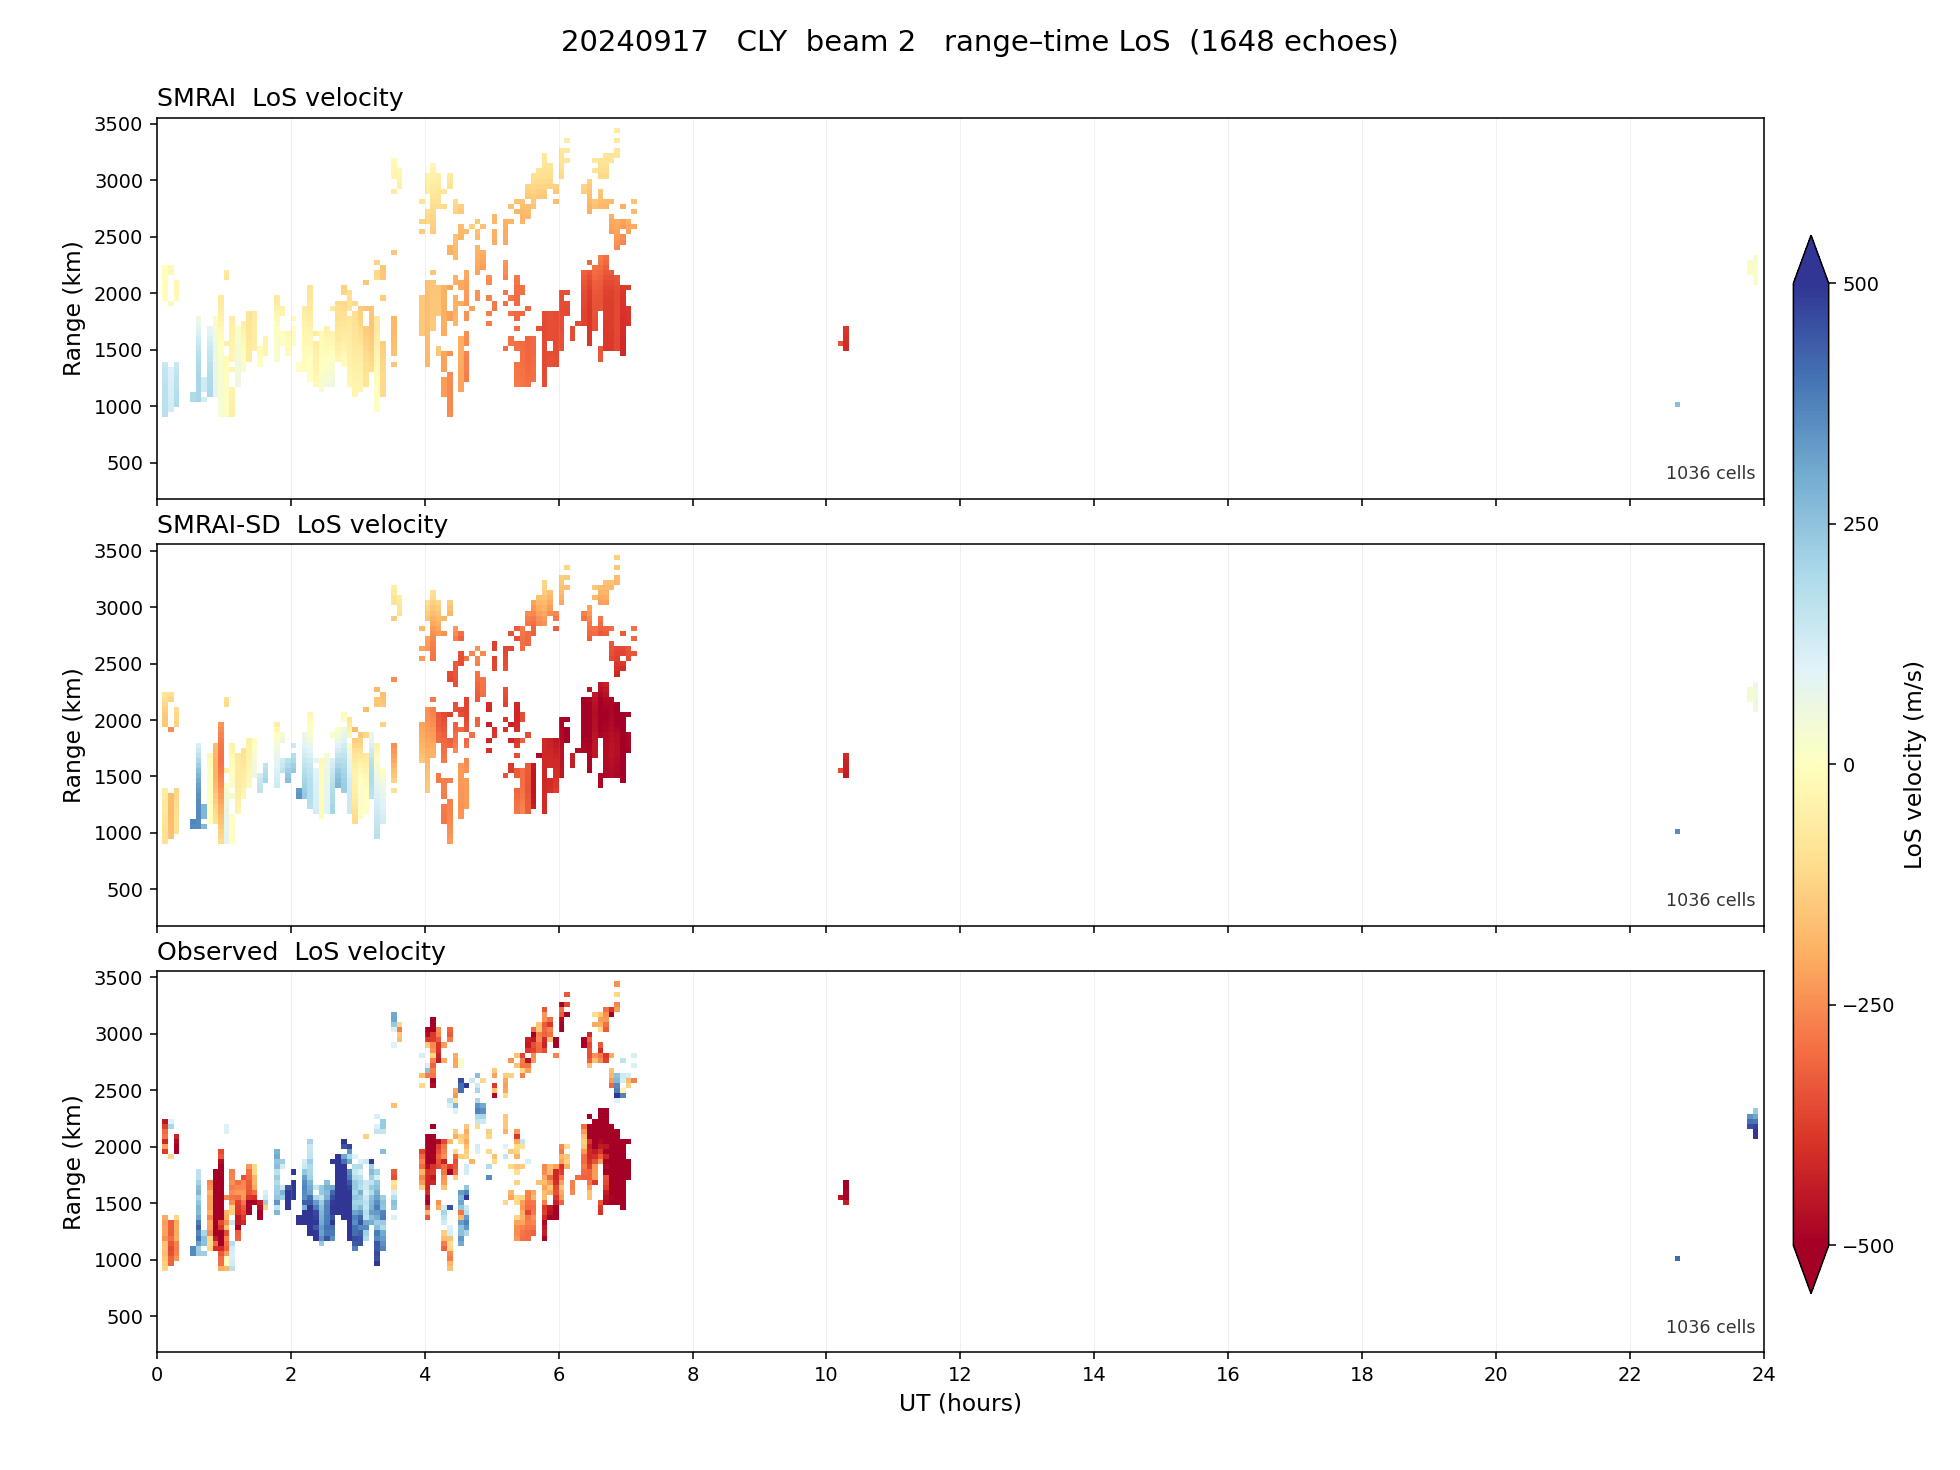 20240917   CLY  beam 2   range–time LoS  (1648 echoes)
SMRAI  LoS velocity
3500
3000
2500
2000
1500
1000
500
Range (km)
1036 cells
SMRAI-SD  LoS velocity
3500
3000
2500
2000
1500
1000
500
Range (km)
1036 cells
Observed  LoS velocity
3500
3000
2500
2000
1500
1000
500
Range (km)
1036 cells
0 2 4 6 8 10 12 14 16 18 20 22 24
UT (hours)
500
250
0
−250
−500
LoS velocity (m/s)